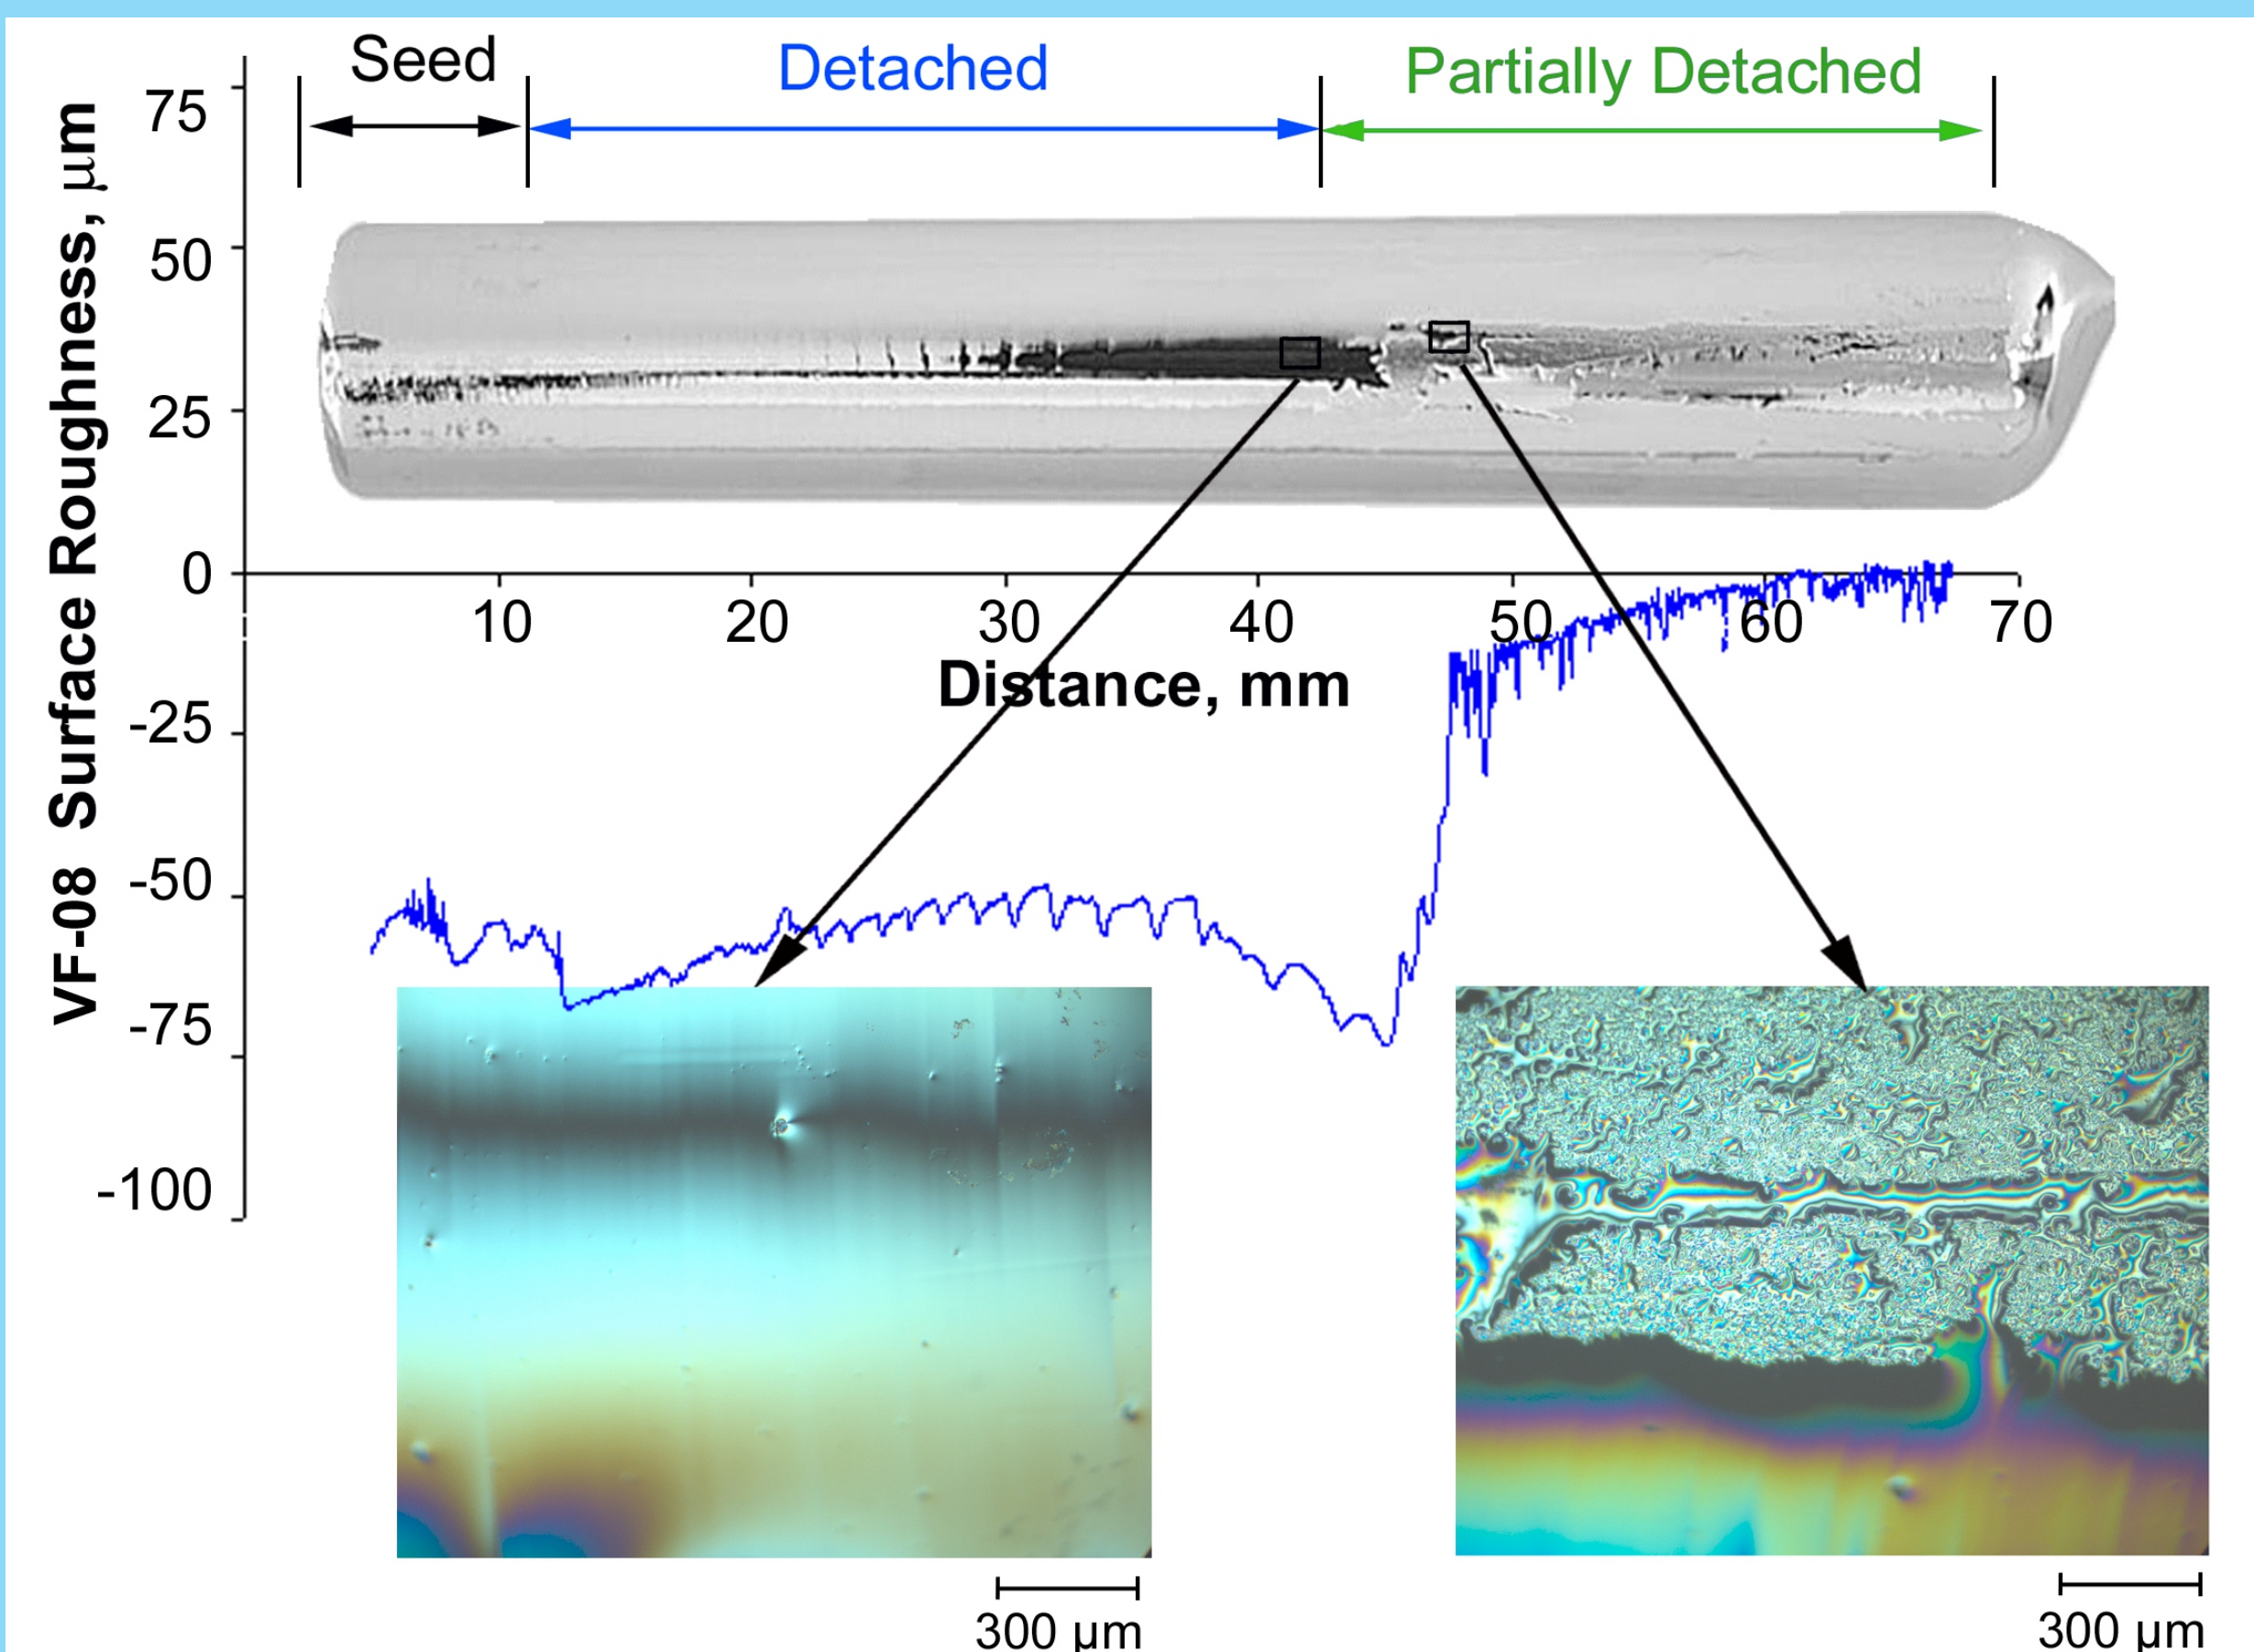 Seed
Detached
Partially Detached
VF-08 Surface Roughness, μm
75
50
25
0
-25
-50
-75
-100
10
20
30
40
50
60
70
Distance, mm
300 μm
300 μm